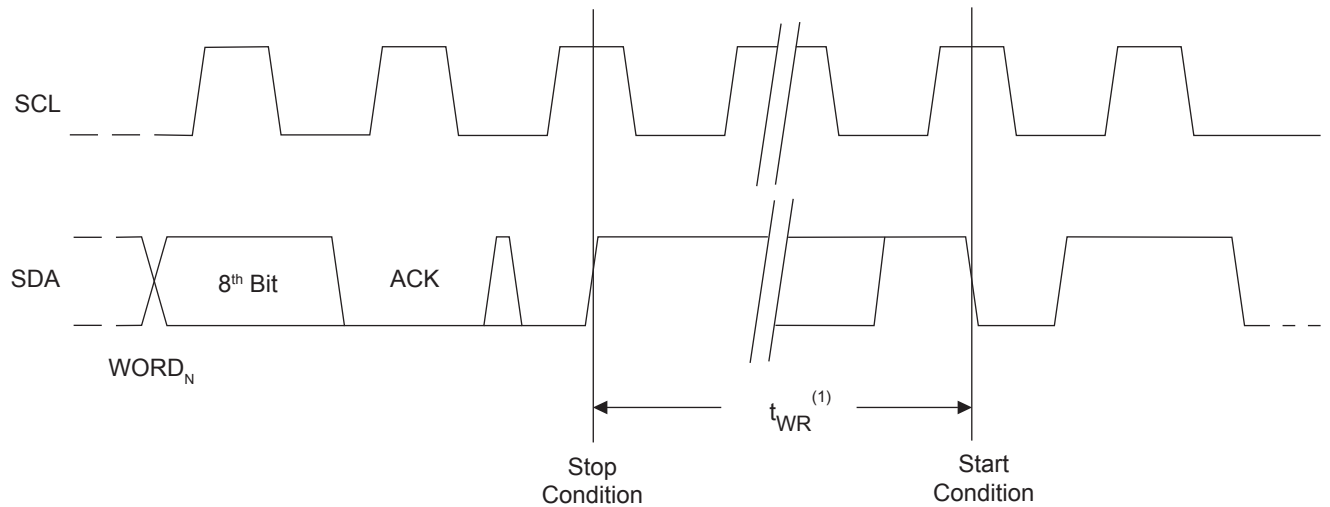 SCL
SDA
8th Bit
ACK
WORDN
tWR(1)
Stop
Condition
Start
Condition